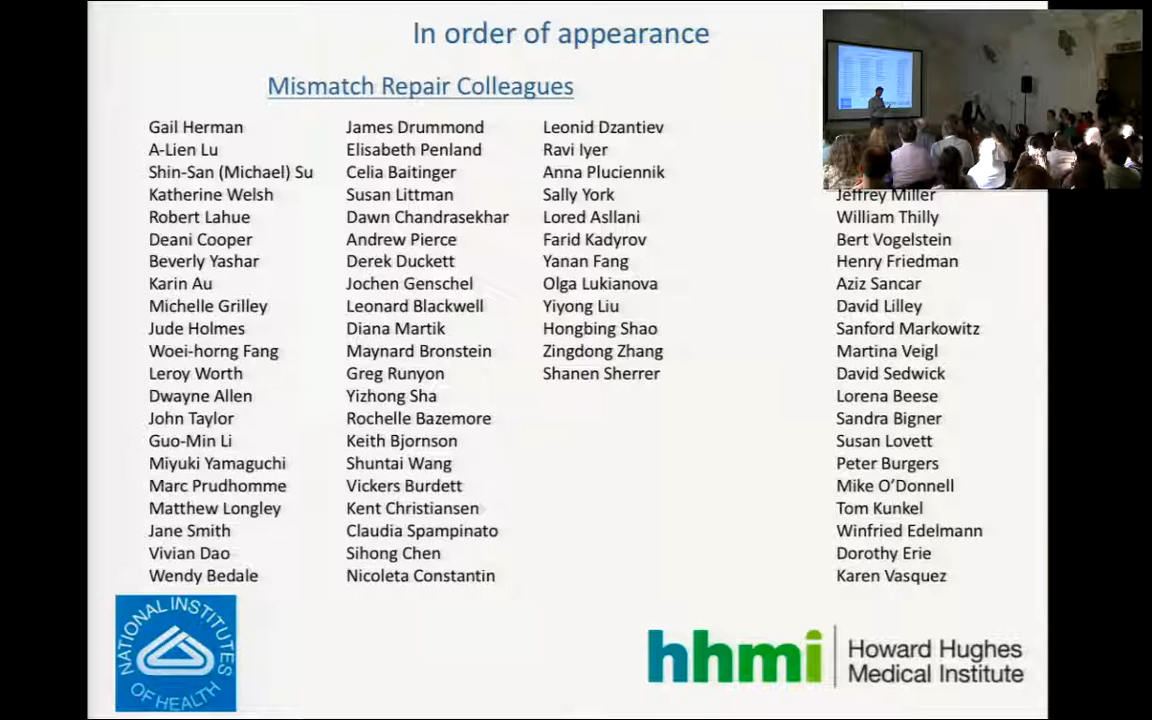 In order of appearance
Mismatch Repair Colleagues
Gail Herman
A-Lien Lu
Shin-San (Michael) Su
Katherine Welsh
Robert Lahue
Deani Cooper
Beverly Yashar
Karin Au
Michelle Grilley
Jude Holmes
Woei-horng Fang
Leroy Worth
Dwayne Allen
John Taylor
Guo-Min Li
Miyuki Yamaguchi
Marc Prudhomme
Matthew Longley
Jane Smith
Vivian Dao
Wendy Bedale
James Drummond
Elisabeth Penland
Celia Baitinger
Susan Littman
Dawn Chandrasekhar
Andrew Pierce
Derek Duckett
Jochen Genschel
Leonard Blackwell
Diana Martik
Maynard Bronstein
Greg Runyon
Yizhong Sha
Rochelle Bazemore
Keith Bjornson
Shuntai Wang
Vickers Burdett
Kent Christiansen
Claudia Spampinato
Sihong Chen
Nicoleta Constantin
Leonid Dzantiev
Ravi Iyer
Anna Pluciennik
Sally York
Lored Asllani
Farid Kadyrov
Yanan Fang
Olga Lukianova
Yiyong Liu
Hongbing Shao
Zingdong Zhang
Shanen Sherrer
Jeffrey Miller
William Thilly
Bert Vogelstein
Henry Friedman
Aziz Sancar
David Lilley
Sanford Markowitz
Martina Veigl
David Sedwick
Lorena Beese
Sandra Bigner
Susan Lovett
Peter Burgers
Mike O'Donnell
Tom Kunkel
Winfried Edelmann
Dorothy Erie
Karen Vasquez
NATIONAL INSTITUTES
OF HEALTH
hhmi
Howard Hughes
Medical Institute